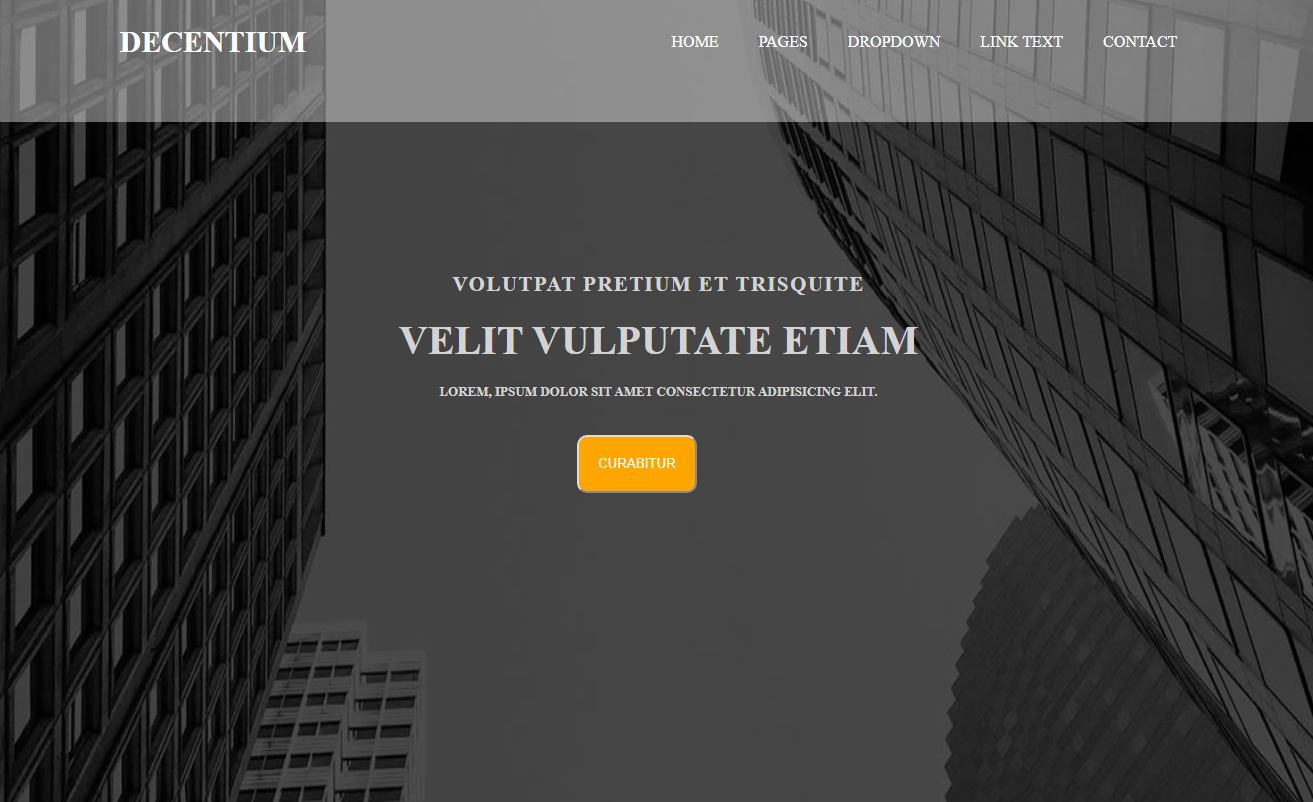 DECENTIUM
HOME PAGES DROPDOWN LINK TEXT CONTACT
VOLUTPAT PRETIUM ET TRISQUITE
VELIT VULPUTATE ETIAM
LOREM, IPSUM DOLOR SIT AMET CONSECTETUR ADIPISICING ELIT.
CURABITUR